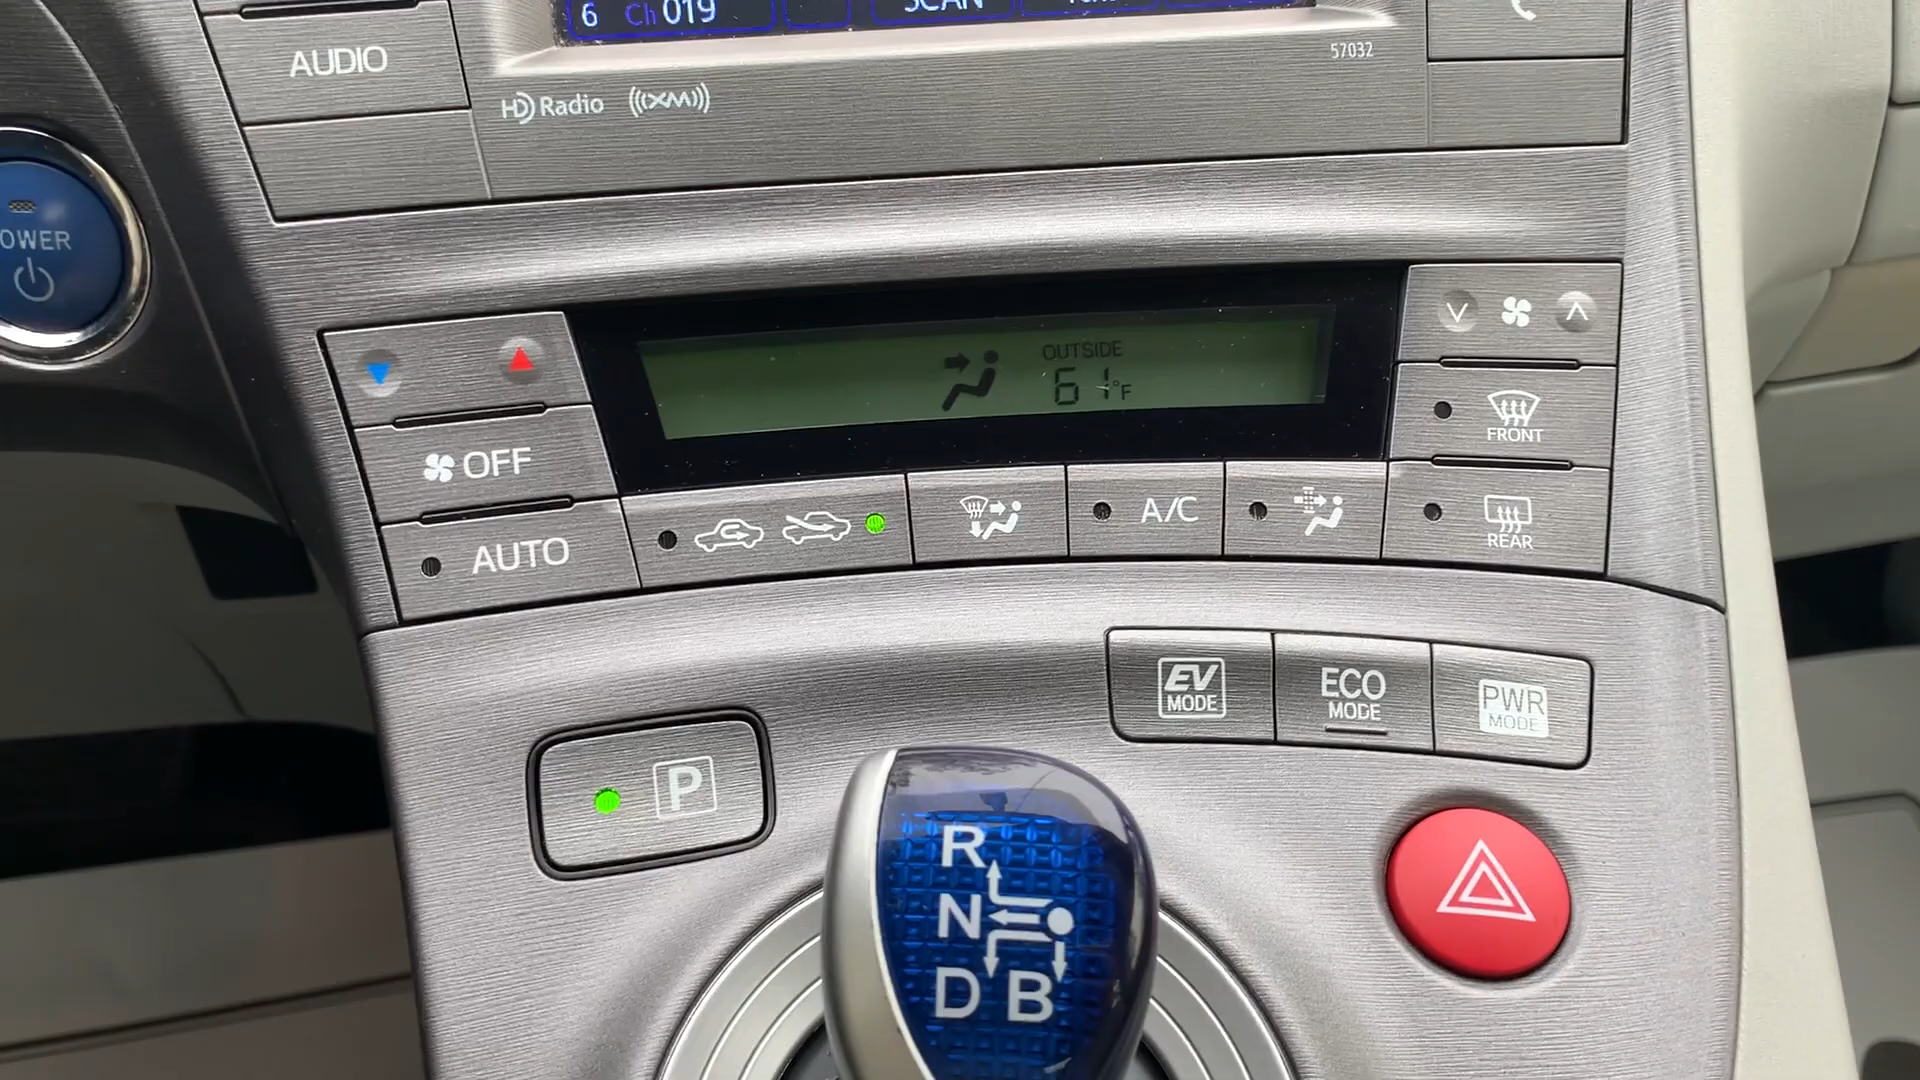 6 Ch 019
SCAN
AUDIO
57032
HD Radio ((XM))
OWER
OUTSIDE
61°F
OFF
FRONT
AUTO
A/C
REAR
EV
MODE
ECO
MODE
PWR
MODE
P
R
N
D B